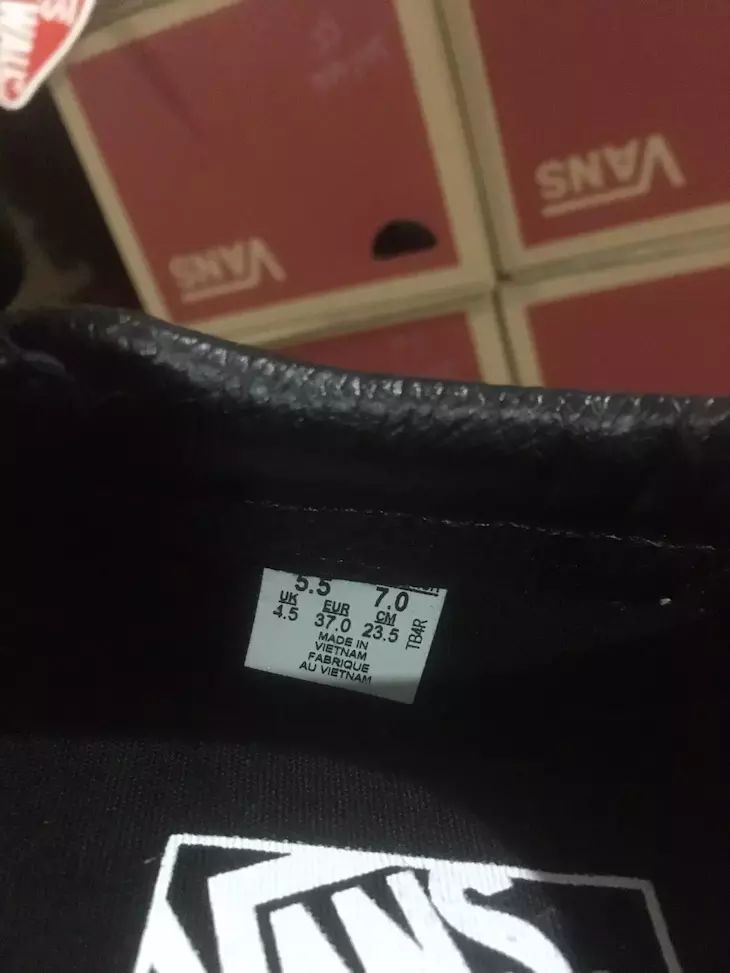 WALL
VANS
VANS
5.5 7.0
UK EUR CM
4.5 37.0 23.5
TB4R
MADE IN
VIETNAM
FABRIQUE
AU VIETNAM
VANS